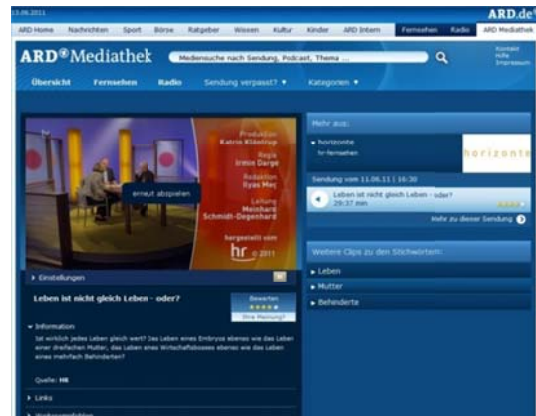 13.06.2011
ARD.de
ARD Home Nachrichten Sport Börse Ratgeber Wissen Kultur Kinder ARD Intern Fernsehen Radio ARD Mediathek
ARD Mediathek
Mediensuche nach Sendung, Podcast, Thema ...
Kontakt
Hilfe
Impressum
Übersicht Fernsehen Radio Sendung verpasst? Kategorien
hr
Produktion
Katrin Kläntrup
Regie
Irmin Darge
Redaktion
Ilyas Meç
Leitung
Meinhard
Schmidt-Degenhard
hergestellt vom
hr © 2011
erneut abspielen
Einstellungen
Leben ist nicht gleich Leben - oder?
Bewerten
Ihre Meinung?
Information
Ist wirklich jedes Leben gleich wert? Das Leben eines Embryos ebenso wie das Leben
einer dreifachen Mutter, das Leben eines Wirtschaftsbosses ebenso wie das Leben
eines mehrfach Behinderten?
Quelle: HR
Links
Mehr aus:
horizonte
hr-fernsehen
horizonte
Sendung vom 11.06.11 | 16:30
Leben ist nicht gleich Leben - oder?
29:37 min
Mehr zu dieser Sendung
Weitere Clips zu den Stichwörtern:
Leben
Mutter
Behinderte